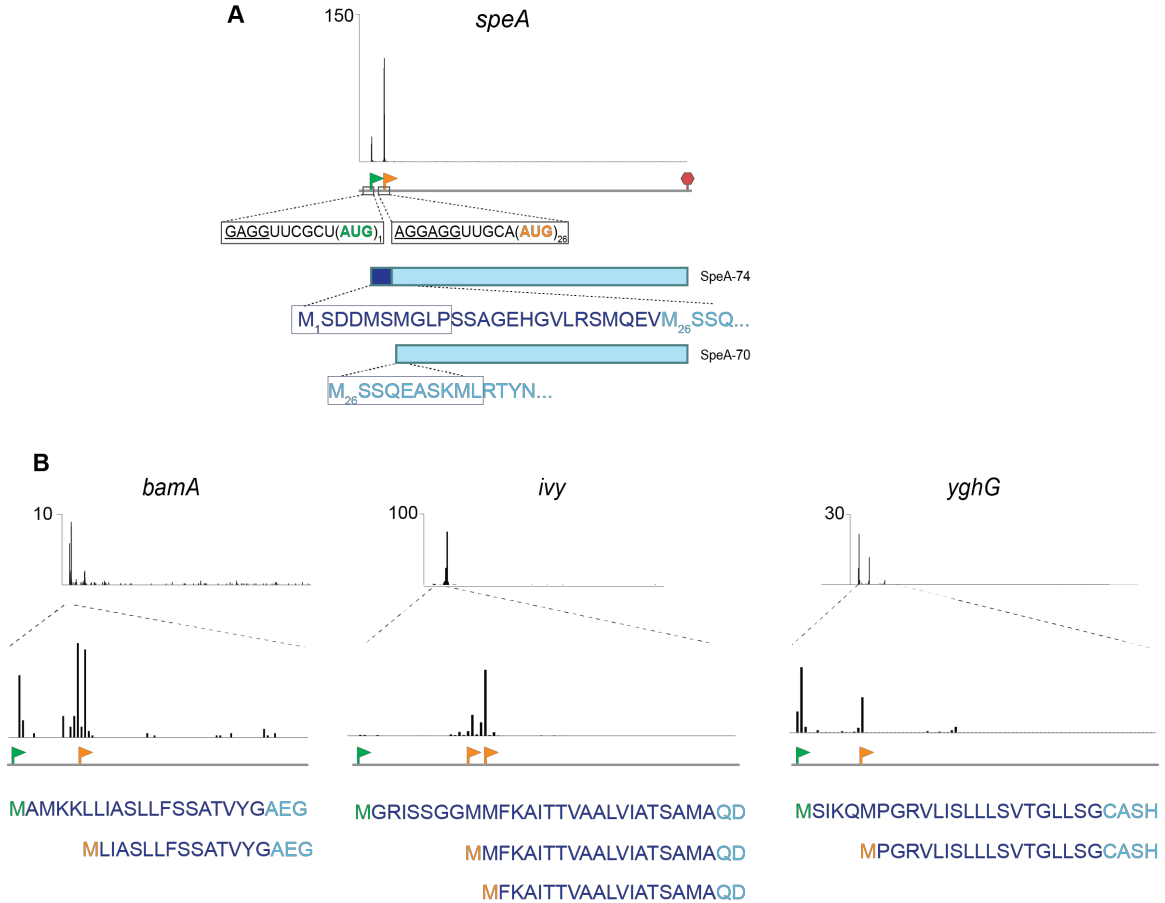 A
speA
150
GAGGUUCGCU(AUG)1 AGGAGGUUGCA(AUG)26
SpeA-74
M1SDDMSMGLPSSAGEHGVLRSMQEVM26SSQ...
SpeA-70
M26SSQEASKMLRTYN...
B
bamA ivy yghG
10 100 30
MAMKKLLIASLLFSSATVYGAEG MGRISSGGMMFKAITTVAALVIATSAMAQD MSIKQMPGRVLISLLLSVTGLLSGCASH
MLIASLLFSSATVYGAEG MMFKAITTVAALVIATSAMAQD MPGRVLISLLLSVTGLLSGCASH
MFKAITTVAALVIATSAMAQD